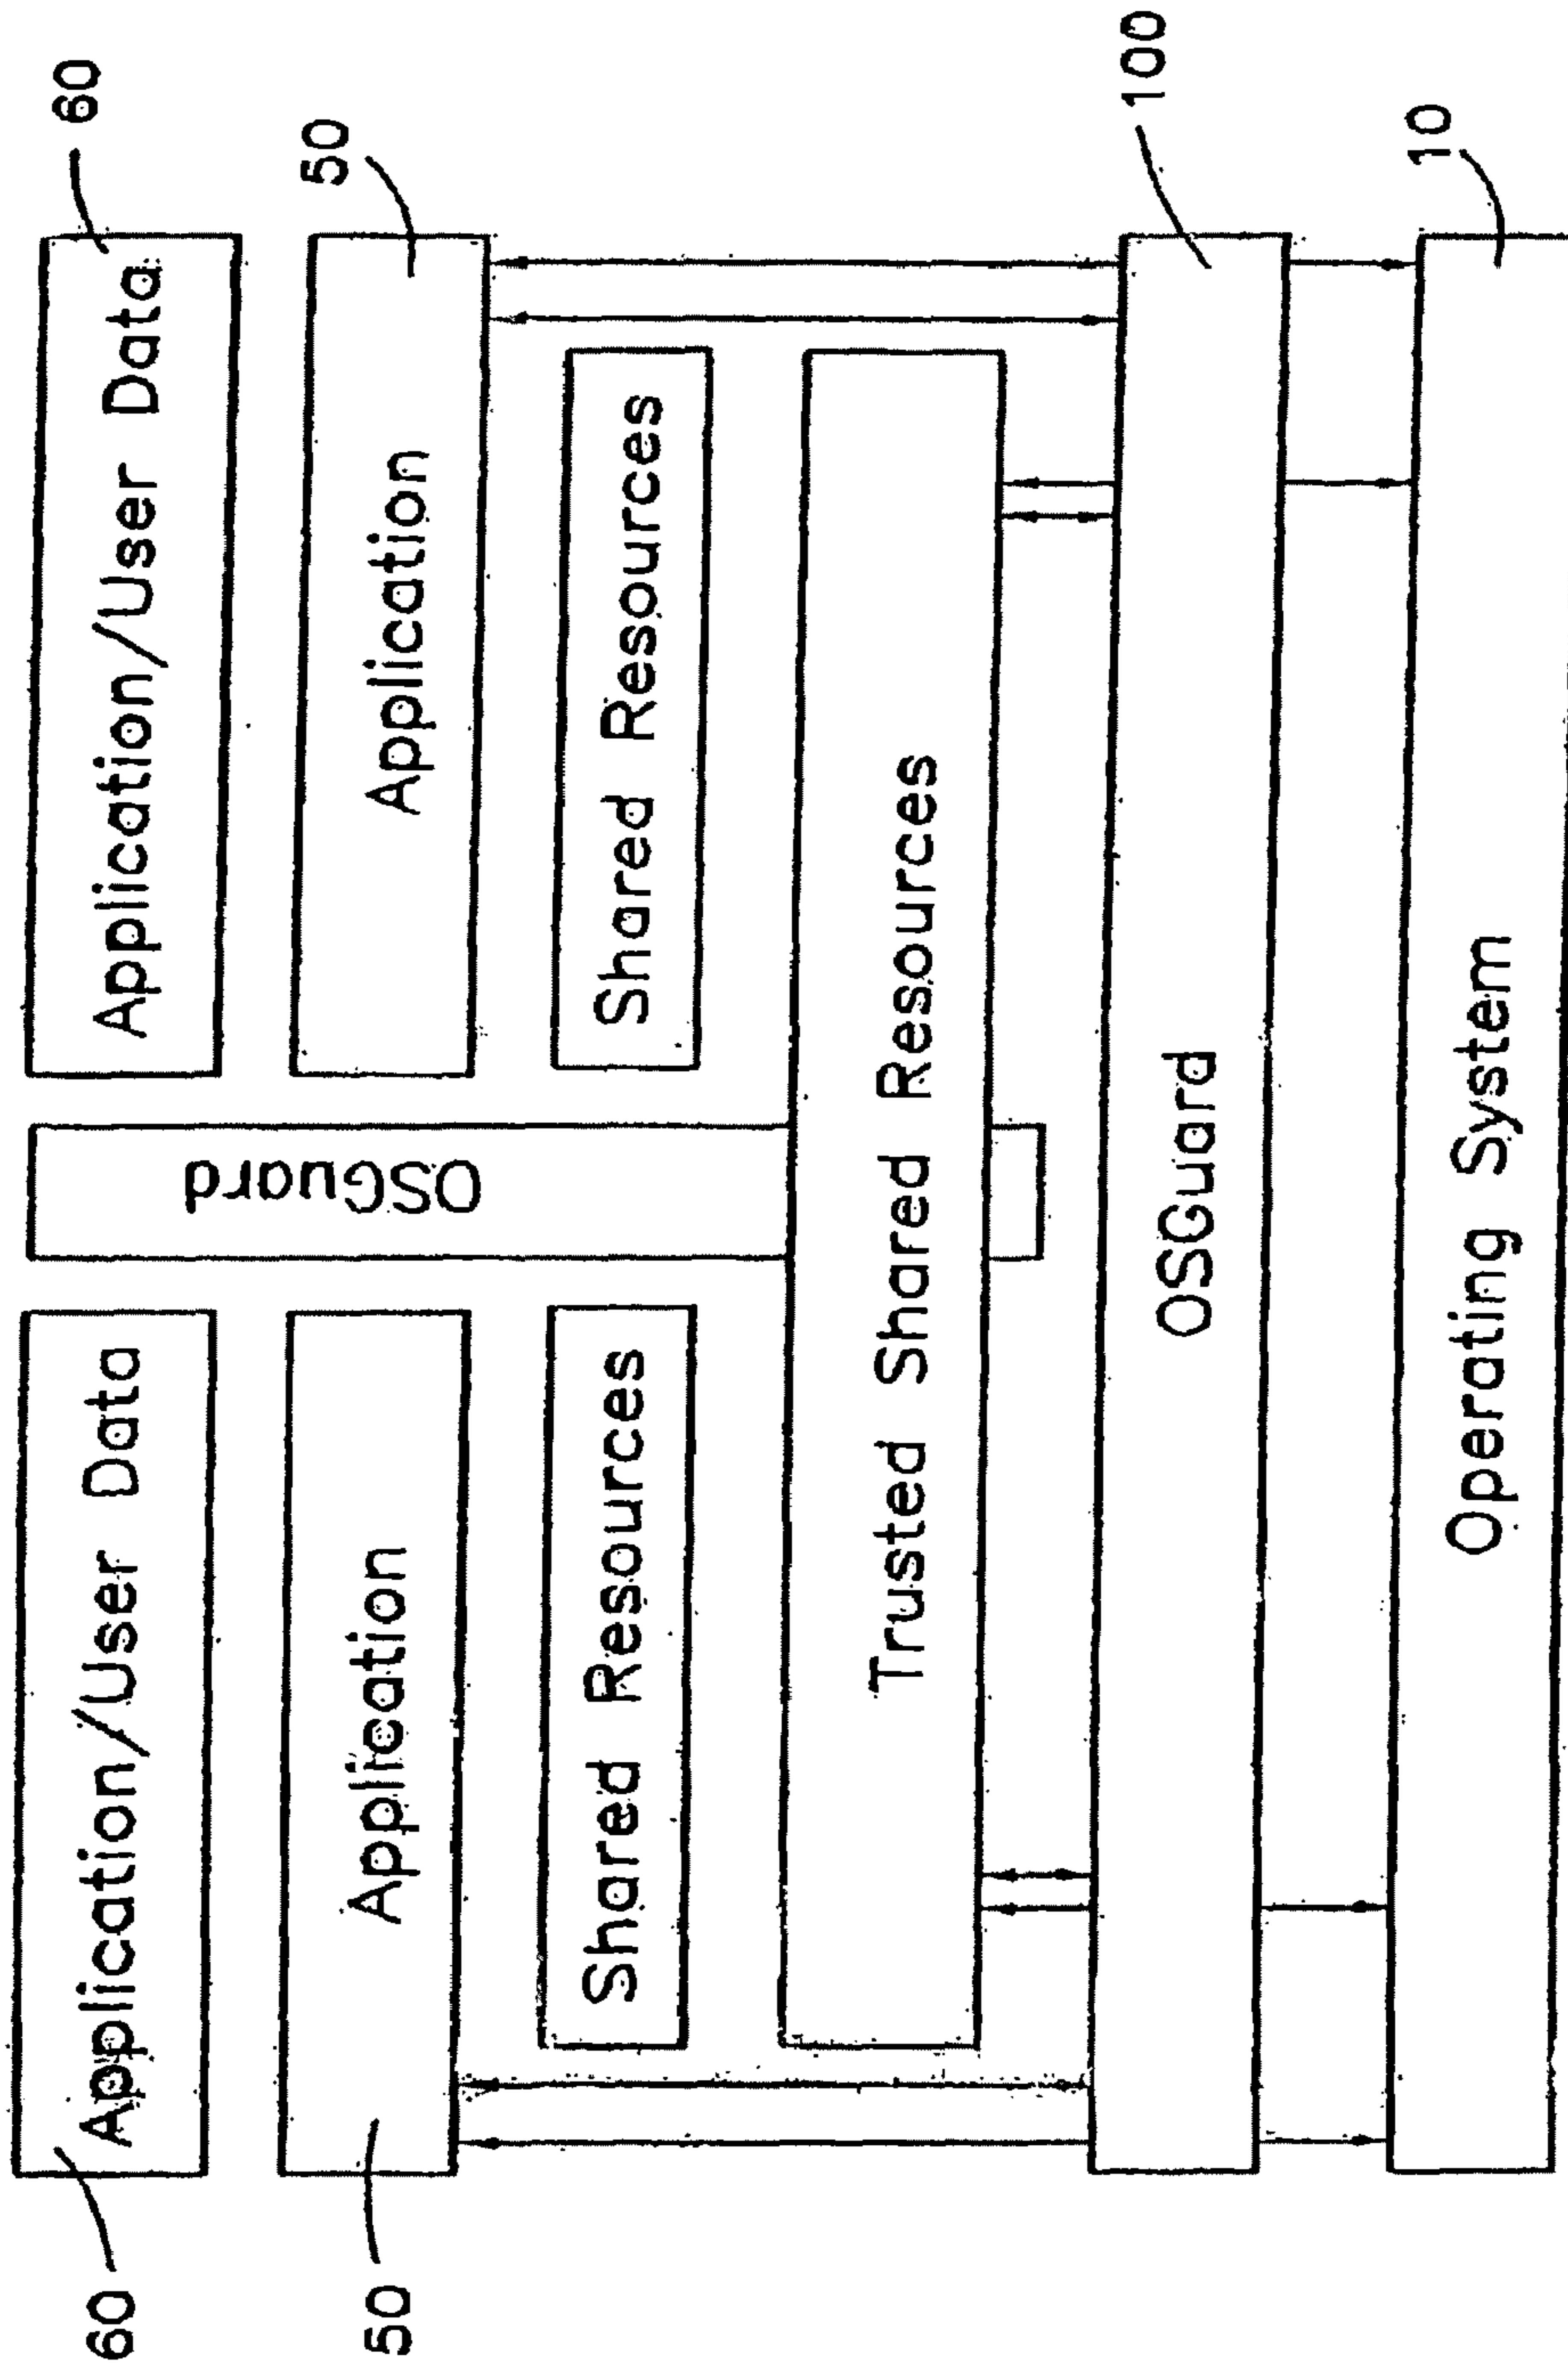 60
Application/User Data
Application/User Data
60
50
Application
Application
50
Shared Resources
Shared Resources
OSGuard
Trusted Shared Resources
OSGuard
100
Operating System
10